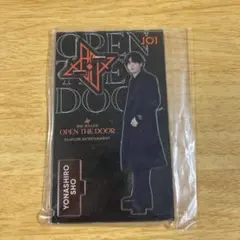 OPEN
JO1
THE
DOOR
OPEN THE DOOR
YONASHIRO
SHO